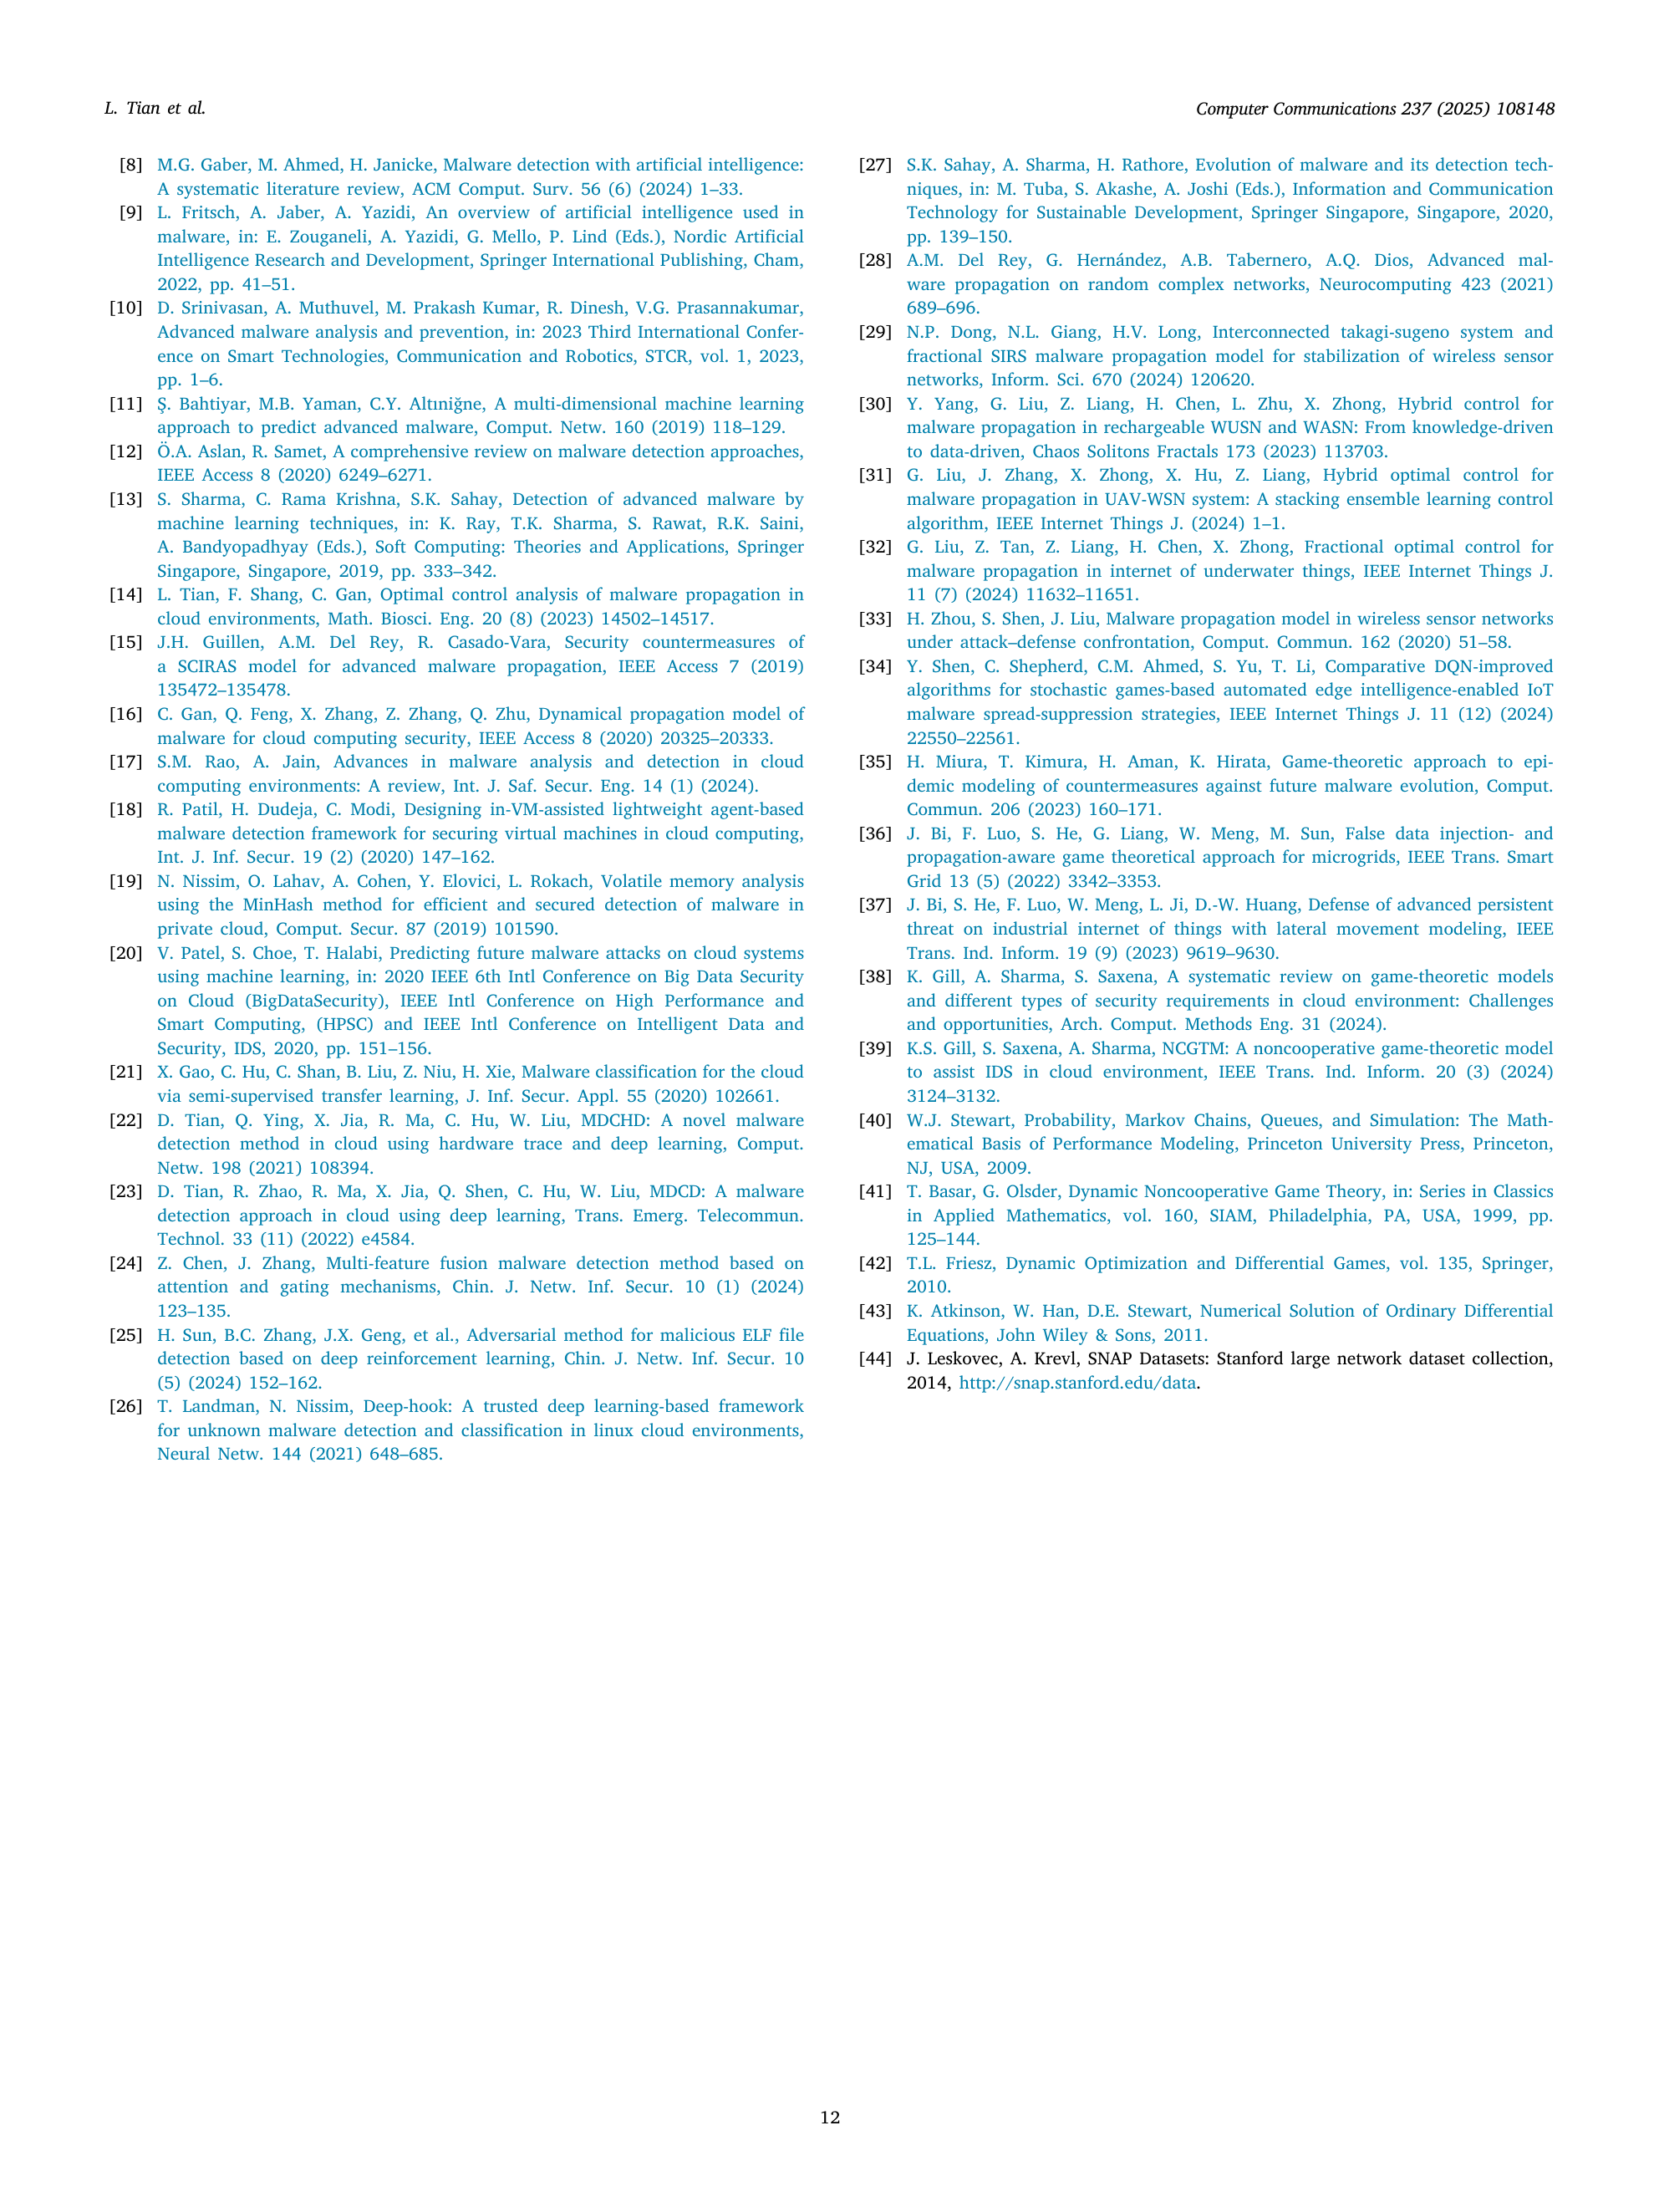 L. Tian et al.
Computer Communications 237 (2025) 108148
[8] M.G. Gaber, M. Ahmed, H. Janicke, Malware detection with artificial intelligence:
A systematic literature review, ACM Comput. Surv. 56 (6) (2024) 1–33.
[9] L. Fritsch, A. Jaber, A. Yazidi, An overview of artificial intelligence used in
malware, in: E. Zouganeli, A. Yazidi, G. Mello, P. Lind (Eds.), Nordic Artificial
Intelligence Research and Development, Springer International Publishing, Cham,
2022, pp. 41–51.
[10] D. Srinivasan, A. Muthuvel, M. Prakash Kumar, R. Dinesh, V.G. Prasannakumar,
Advanced malware analysis and prevention, in: 2023 Third International Confer-
ence on Smart Technologies, Communication and Robotics, STCR, vol. 1, 2023,
pp. 1–6.
[11] Ş. Bahtiyar, M.B. Yaman, C.Y. Altıniğne, A multi-dimensional machine learning
approach to predict advanced malware, Comput. Netw. 160 (2019) 118–129.
[12] Ö.A. Aslan, R. Samet, A comprehensive review on malware detection approaches,
IEEE Access 8 (2020) 6249–6271.
[13] S. Sharma, C. Rama Krishna, S.K. Sahay, Detection of advanced malware by
machine learning techniques, in: K. Ray, T.K. Sharma, S. Rawat, R.K. Saini,
A. Bandyopadhyay (Eds.), Soft Computing: Theories and Applications, Springer
Singapore, Singapore, 2019, pp. 333–342.
[14] L. Tian, F. Shang, C. Gan, Optimal control analysis of malware propagation in
cloud environments, Math. Biosci. Eng. 20 (8) (2023) 14502–14517.
[15] J.H. Guillen, A.M. Del Rey, R. Casado-Vara, Security countermeasures of
a SCIRAS model for advanced malware propagation, IEEE Access 7 (2019)
135472–135478.
[16] C. Gan, Q. Feng, X. Zhang, Z. Zhang, Q. Zhu, Dynamical propagation model of
malware for cloud computing security, IEEE Access 8 (2020) 20325–20333.
[17] S.M. Rao, A. Jain, Advances in malware analysis and detection in cloud
computing environments: A review, Int. J. Saf. Secur. Eng. 14 (1) (2024).
[18] R. Patil, H. Dudeja, C. Modi, Designing in-VM-assisted lightweight agent-based
malware detection framework for securing virtual machines in cloud computing,
Int. J. Inf. Secur. 19 (2) (2020) 147–162.
[19] N. Nissim, O. Lahav, A. Cohen, Y. Elovici, L. Rokach, Volatile memory analysis
using the MinHash method for efficient and secured detection of malware in
private cloud, Comput. Secur. 87 (2019) 101590.
[20] V. Patel, S. Choe, T. Halabi, Predicting future malware attacks on cloud systems
using machine learning, in: 2020 IEEE 6th Intl Conference on Big Data Security
on Cloud (BigDataSecurity), IEEE Intl Conference on High Performance and
Smart Computing, (HPSC) and IEEE Intl Conference on Intelligent Data and
Security, IDS, 2020, pp. 151–156.
[21] X. Gao, C. Hu, C. Shan, B. Liu, Z. Niu, H. Xie, Malware classification for the cloud
via semi-supervised transfer learning, J. Inf. Secur. Appl. 55 (2020) 102661.
[22] D. Tian, Q. Ying, X. Jia, R. Ma, C. Hu, W. Liu, MDCHD: A novel malware
detection method in cloud using hardware trace and deep learning, Comput.
Netw. 198 (2021) 108394.
[23] D. Tian, R. Zhao, R. Ma, X. Jia, Q. Shen, C. Hu, W. Liu, MDCD: A malware
detection approach in cloud using deep learning, Trans. Emerg. Telecommun.
Technol. 33 (11) (2022) e4584.
[24] Z. Chen, J. Zhang, Multi-feature fusion malware detection method based on
attention and gating mechanisms, Chin. J. Netw. Inf. Secur. 10 (1) (2024)
123–135.
[25] H. Sun, B.C. Zhang, J.X. Geng, et al., Adversarial method for malicious ELF file
detection based on deep reinforcement learning, Chin. J. Netw. Inf. Secur. 10
(5) (2024) 152–162.
[26] T. Landman, N. Nissim, Deep-hook: A trusted deep learning-based framework
for unknown malware detection and classification in linux cloud environments,
Neural Netw. 144 (2021) 648–685.
[27] S.K. Sahay, A. Sharma, H. Rathore, Evolution of malware and its detection tech-
niques, in: M. Tuba, S. Akashe, A. Joshi (Eds.), Information and Communication
Technology for Sustainable Development, Springer Singapore, Singapore, 2020,
pp. 139–150.
[28] A.M. Del Rey, G. Hernández, A.B. Tabernero, A.Q. Dios, Advanced mal-
ware propagation on random complex networks, Neurocomputing 423 (2021)
689–696.
[29] N.P. Dong, N.L. Giang, H.V. Long, Interconnected takagi-sugeno system and
fractional SIRS malware propagation model for stabilization of wireless sensor
networks, Inform. Sci. 670 (2024) 120620.
[30] Y. Yang, G. Liu, Z. Liang, H. Chen, L. Zhu, X. Zhong, Hybrid control for
malware propagation in rechargeable WUSN and WASN: From knowledge-driven
to data-driven, Chaos Solitons Fractals 173 (2023) 113703.
[31] G. Liu, J. Zhang, X. Zhong, X. Hu, Z. Liang, Hybrid optimal control for
malware propagation in UAV-WSN system: A stacking ensemble learning control
algorithm, IEEE Internet Things J. (2024) 1–1.
[32] G. Liu, Z. Tan, Z. Liang, H. Chen, X. Zhong, Fractional optimal control for
malware propagation in internet of underwater things, IEEE Internet Things J.
11 (7) (2024) 11632–11651.
[33] H. Zhou, S. Shen, J. Liu, Malware propagation model in wireless sensor networks
under attack–defense confrontation, Comput. Commun. 162 (2020) 51–58.
[34] Y. Shen, C. Shepherd, C.M. Ahmed, S. Yu, T. Li, Comparative DQN-improved
algorithms for stochastic games-based automated edge intelligence-enabled IoT
malware spread-suppression strategies, IEEE Internet Things J. 11 (12) (2024)
22550–22561.
[35] H. Miura, T. Kimura, H. Aman, K. Hirata, Game-theoretic approach to epi-
demic modeling of countermeasures against future malware evolution, Comput.
Commun. 206 (2023) 160–171.
[36] J. Bi, F. Luo, S. He, G. Liang, W. Meng, M. Sun, False data injection- and
propagation-aware game theoretical approach for microgrids, IEEE Trans. Smart
Grid 13 (5) (2022) 3342–3353.
[37] J. Bi, S. He, F. Luo, W. Meng, L. Ji, D.-W. Huang, Defense of advanced persistent
threat on industrial internet of things with lateral movement modeling, IEEE
Trans. Ind. Inform. 19 (9) (2023) 9619–9630.
[38] K. Gill, A. Sharma, S. Saxena, A systematic review on game-theoretic models
and different types of security requirements in cloud environment: Challenges
and opportunities, Arch. Comput. Methods Eng. 31 (2024).
[39] K.S. Gill, S. Saxena, A. Sharma, NCGTM: A noncooperative game-theoretic model
to assist IDS in cloud environment, IEEE Trans. Ind. Inform. 20 (3) (2024)
3124–3132.
[40] W.J. Stewart, Probability, Markov Chains, Queues, and Simulation: The Math-
ematical Basis of Performance Modeling, Princeton University Press, Princeton,
NJ, USA, 2009.
[41] T. Basar, G. Olsder, Dynamic Noncooperative Game Theory, in: Series in Classics
in Applied Mathematics, vol. 160, SIAM, Philadelphia, PA, USA, 1999, pp.
125–144.
[42] T.L. Friesz, Dynamic Optimization and Differential Games, vol. 135, Springer,
2010.
[43] K. Atkinson, W. Han, D.E. Stewart, Numerical Solution of Ordinary Differential
Equations, John Wiley & Sons, 2011.
[44] J. Leskovec, A. Krevl, SNAP Datasets: Stanford large network dataset collection,
2014, http://snap.stanford.edu/data.
12